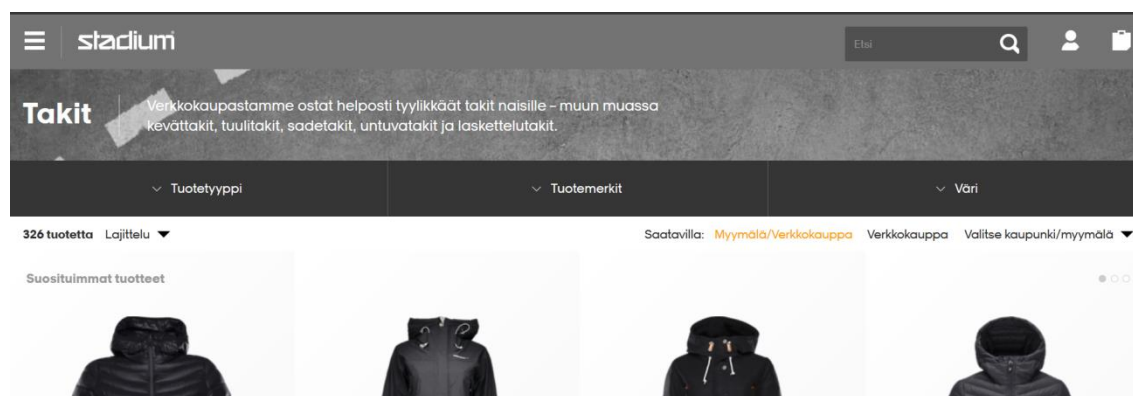 stadium
Etsi
Takit
Verkkokaupastamme ostat helposti tyylikkäät takit naisille – muun muassa
kevättakit, tuulitakit, sadetakit, untuvatakit ja laskettelutakit.
Tuotetyyppi
Tuotemerkit
Väri
326 tuotetta Lajittelu
Saatavilla: Myymälä/Verkkokauppa Verkkokauppa Valitse kaupunki/myymälä
Suosituimmat tuotteet